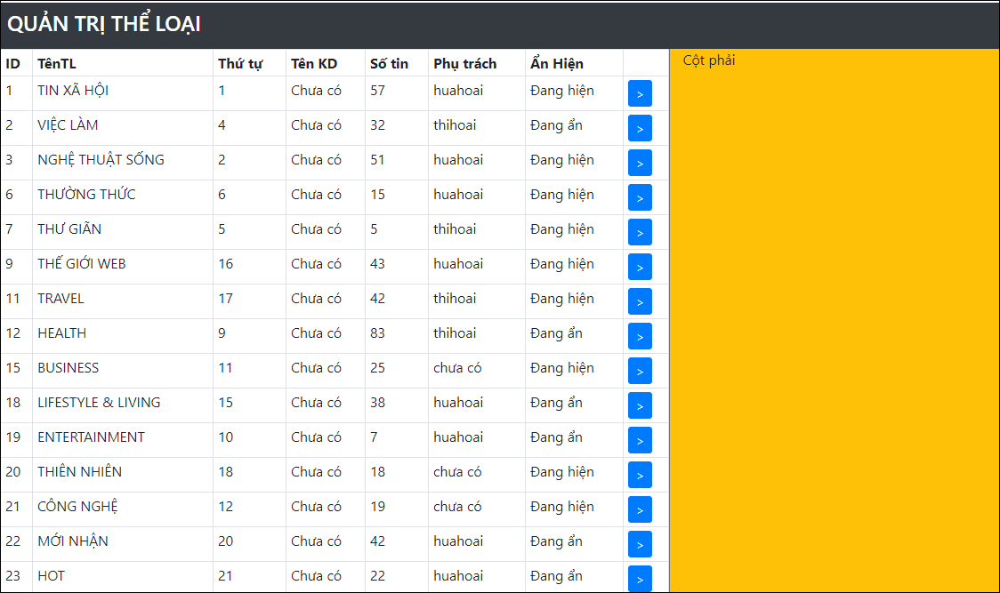 QUẢN TRỊ THỂ LOẠI
ID TênTL Thứ tự Tên KD Số tin Phụ trách Ẩn Hiện Cột phải
1 TIN XÃ HỘI 1 Chưa có 57 huahoai Đang hiện >
2 VIỆC LÀM 4 Chưa có 32 thihoai Đang ẩn >
3 NGHỆ THUẬT SỐNG 2 Chưa có 51 huahoai Đang hiện >
6 THƯỜNG THỨC 6 Chưa có 15 huahoai Đang hiện >
7 THƯ GIÃN 5 Chưa có 5 thihoai Đang hiện >
9 THẾ GIỚI WEB 16 Chưa có 43 huahoai Đang hiện >
11 TRAVEL 17 Chưa có 42 thihoai Đang hiện >
12 HEALTH 9 Chưa có 83 thihoai Đang ẩn >
15 BUSINESS 11 Chưa có 25 chưa có Đang hiện >
18 LIFESTYLE & LIVING 15 Chưa có 38 huahoai Đang ẩn >
19 ENTERTAINMENT 10 Chưa có 7 huahoai Đang ẩn >
20 THIÊN NHIÊN 18 Chưa có 18 chưa có Đang hiện >
21 CÔNG NGHỆ 12 Chưa có 19 chưa có Đang hiện >
22 MỚI NHẬN 20 Chưa có 42 huahoai Đang ẩn >
23 HOT 21 Chưa có 22 huahoai Đang ẩn >